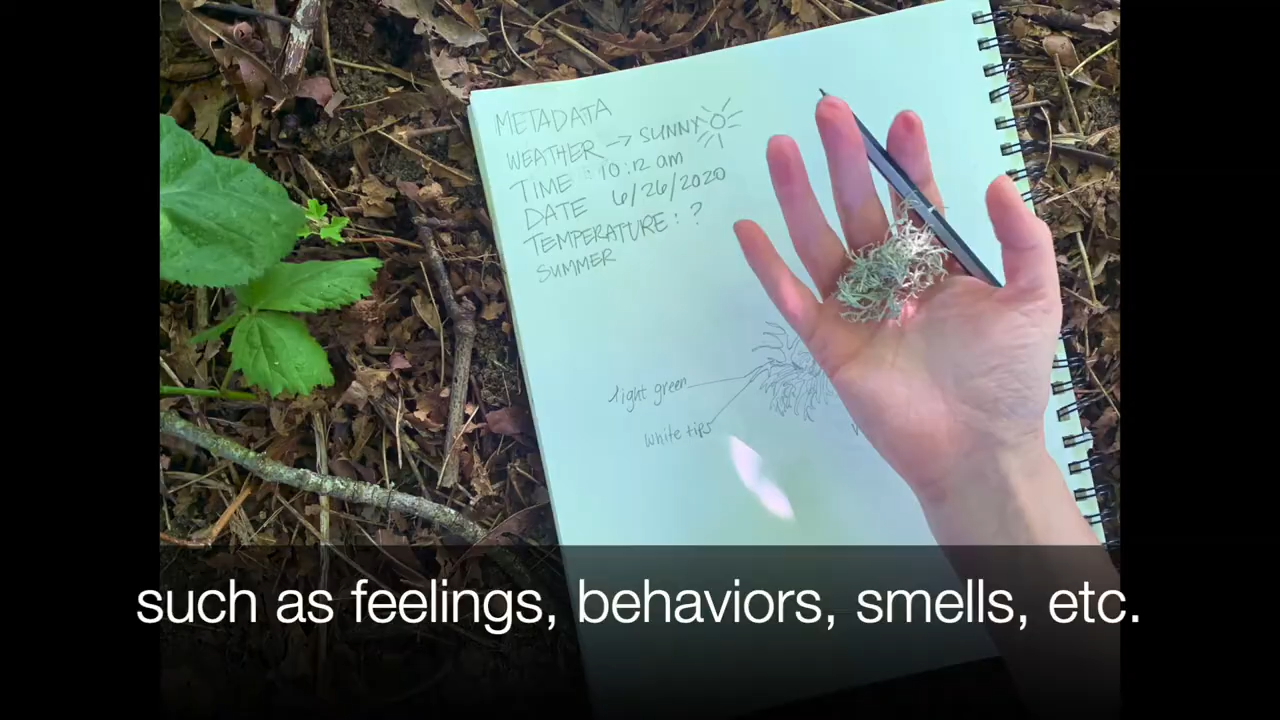 METADATA
WEATHER → SUNNY
TIME 10:12 am
DATE 6/26/2020
TEMPERATURE: ?
SUMMER
light green
white tips
such as feelings, behaviors, smells, etc.